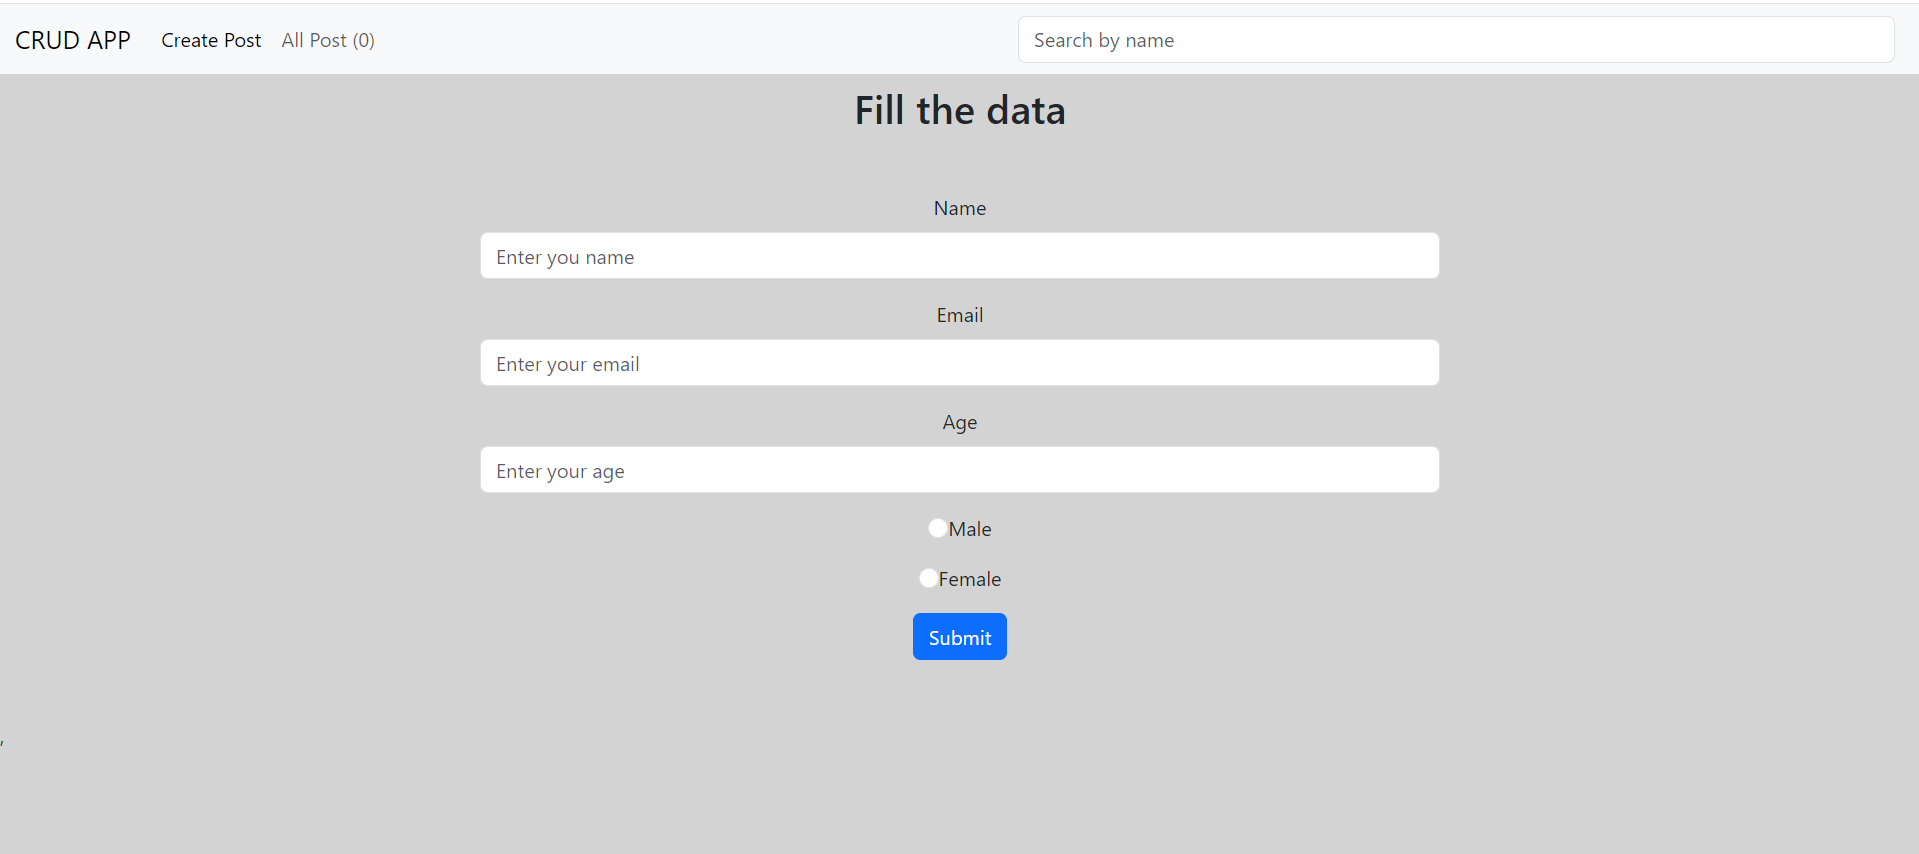 CRUD APP Create Post All Post (0) Search by name
Fill the data
Name
Enter you name
Email
Enter your email
Age
Enter your age
Male
Female
Submit
,